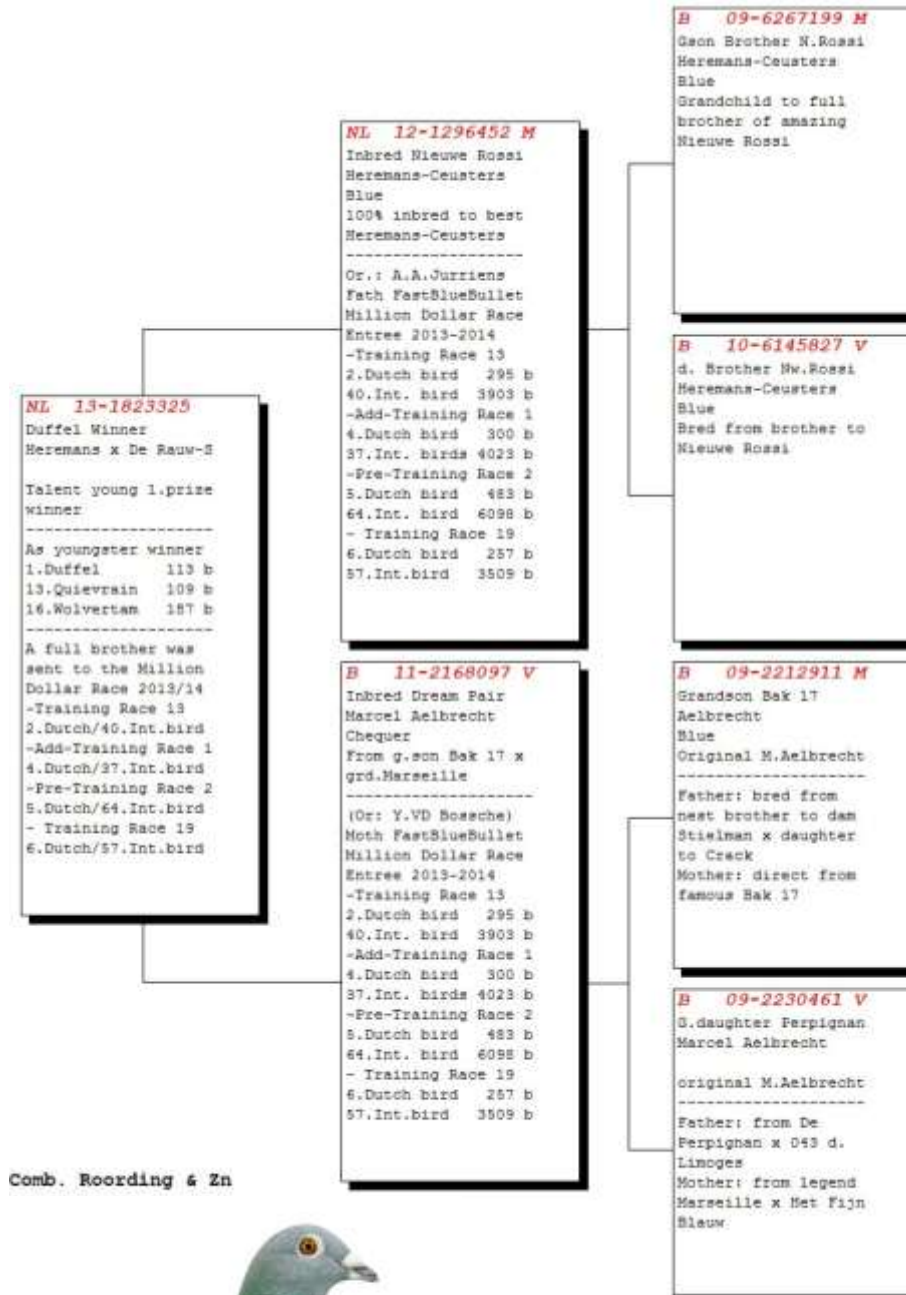 NL 13-1823325
Duffel Winner
Heremans x De Rauw-S
Talent young 1.prize
winner
--------------------
As youngster winner
1.Duffel 113 b
13.Quievrain 109 b
16.Wolvertam 187 b
--------------------
A full brother was
sent to the Million
Dollar Race 2013/14
-Training Race 13
2.Dutch/40.Int.bird
-Add-Training Race 1
4.Dutch/37.Int.bird
-Pre-Training Race 2
5.Dutch/64.Int.bird
- Training Race 19
6.Dutch/57.Int.bird
NL 12-1296452 M
Inbred Nieuwe Rossi
Heremans-Ceusters
Blue
100% inbred to best
Heremans-Ceusters
-------------------
Or.: A.A.Jurriens
Fath FastBlueBullet
Million Dollar Race
Entree 2013-2014
-Training Race 13
2.Dutch bird 295 b
40.Int. bird 3903 b
-Add-Training Race 1
4.Dutch bird 300 b
37.Int. birds 4023 b
-Pre-Training Race 2
5.Dutch bird 483 b
64.Int. bird 6098 b
- Training Race 19
6.Dutch bird 257 b
57.Int.bird 3509 b
B 11-2168097 V
Inbred Dream Pair
Marcel Aelbrecht
Chequer
From g.son Bak 17 x
grd.Marseille
--------------------
(Or: Y.VD Bossche)
Moth FastBlueBullet
Million Dollar Race
Entree 2013-2014
-Training Race 13
2.Dutch bird 295 b
40.Int. bird 3903 b
-Add-Training Race 1
4.Dutch bird 300 b
37.Int. birds 4023 b
-Pre-Training Race 2
5.Dutch bird 483 b
64.Int. bird 6098 b
- Training Race 19
6.Dutch bird 257 b
57.Int.bird 3509 b
B 09-6267199 M
Gson Brother N.Rossi
Heremans-Ceusters
Blue
Grandchild to full
brother of amazing
Nieuwe Rossi
B 10-6145827 V
d. Brother Nw.Rossi
Heremans-Ceusters
Blue
Bred from brother to
Nieuwe Rossi
B 09-2212911 M
Grandson Bak 17
Aelbrecht
Blue
Original M.Aelbrecht
--------------------
Father: bred from
nest brother to dam
Stielman x daughter
to Crack
Mother: direct from
famous Bak 17
B 09-2230461 V
G.daughter Perpignan
Marcel Aelbrecht
original M.Aelbrecht
--------------------
Father: from De
Perpignan x 043 d.
Limoges
Mother: from legend
Marseille x Het Fijn
Blauw
Comb. Roording & Zn